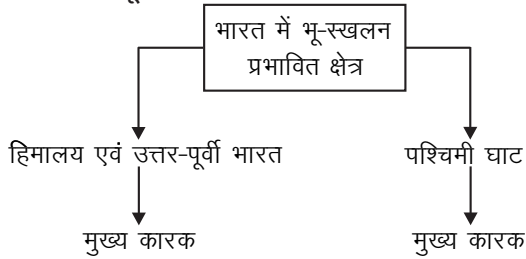 भारत में भू-स्खलन
प्रभावित क्षेत्र
हिमालय एवं उत्तर-पूर्वी भारत
पश्चिमी घाट
मुख्य कारक
मुख्य कारक